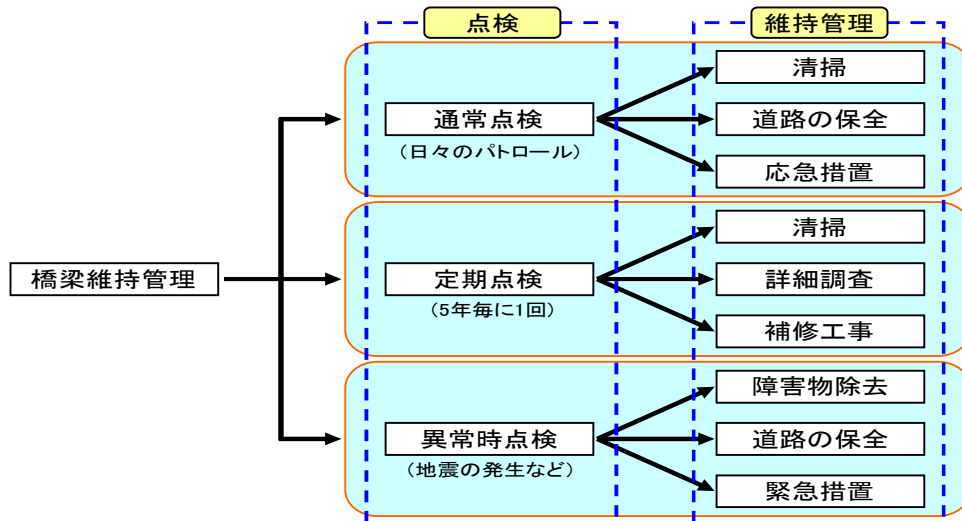 点検
維持管理
橋梁維持管理
通常点検
(日々のパトロール)
清掃
道路の保全
応急措置
定期点検
(5年毎に1回)
清掃
詳細調査
補修工事
異常時点検
(地震の発生など)
障害物除去
道路の保全
緊急措置